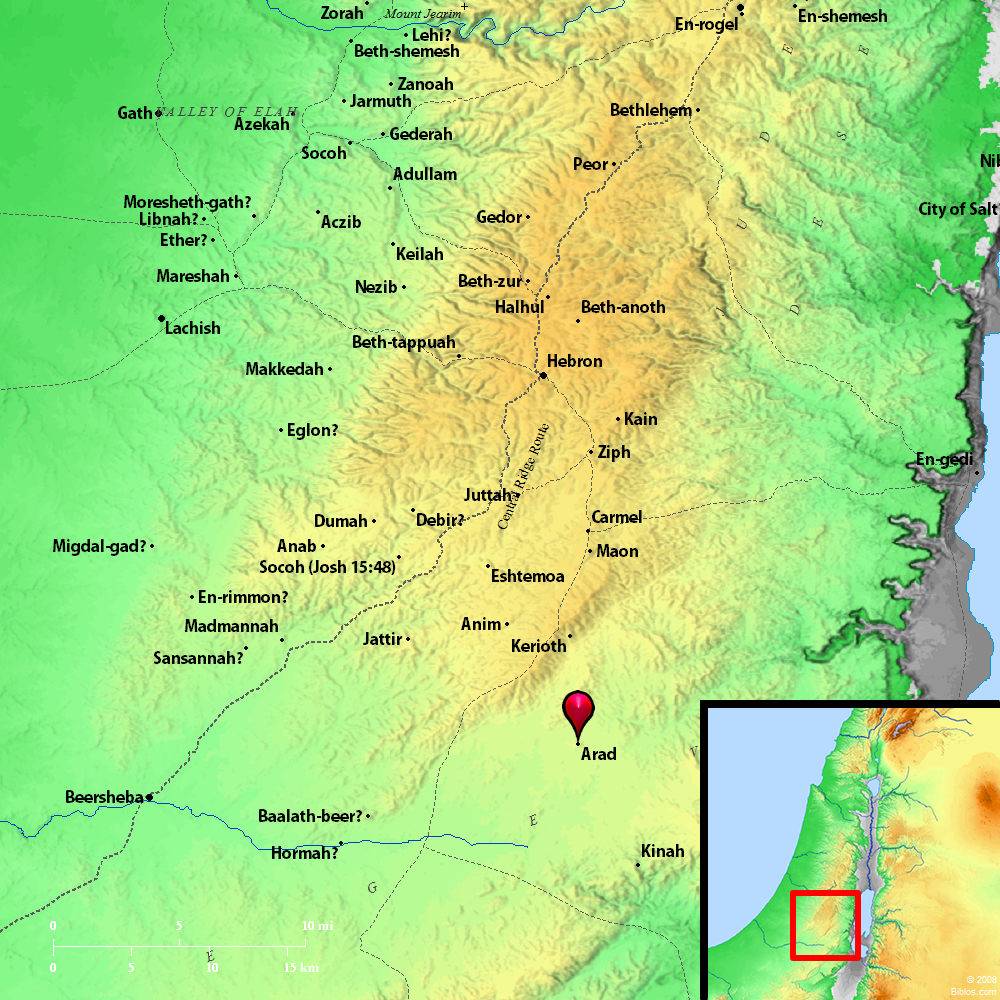 Zorah
Mount Jearim
En-rogel
En-shemesh
Lehi?
Beth-shemesh
Zanoah
Jarmuth
Gath
VALLEY OF ELAH
Azekah
Bethlehem
Gederah
Socoh
Peor
Nib
Adullam
Moresheth-gath?
Libnah?
Aczib
Gedor
City of Salt
Ether?
Keilah
Mareshah
Nezib
Beth-zur
Halhul
Beth-anoth
Lachish
Beth-tappuah
Hebron
Makkedah
Kain
Eglon?
Ziph
En-gedi
Central Ridge Route
Juttah
Dumah
Debir?
Carmel
Migdal-gad?
Anab
Maon
Socoh (Josh 15:48)
Eshtemoa
En-rimmon?
Madmannah
Anim
Jattir
Kerioth
Sansannah?
Arad
Beersheba
Baalath-beer?
Hormah?
Kinah
J U D E
D E S E
N E G E V
0 5 10 mi
0 5 10 15 km
© 2008
Biblos.com